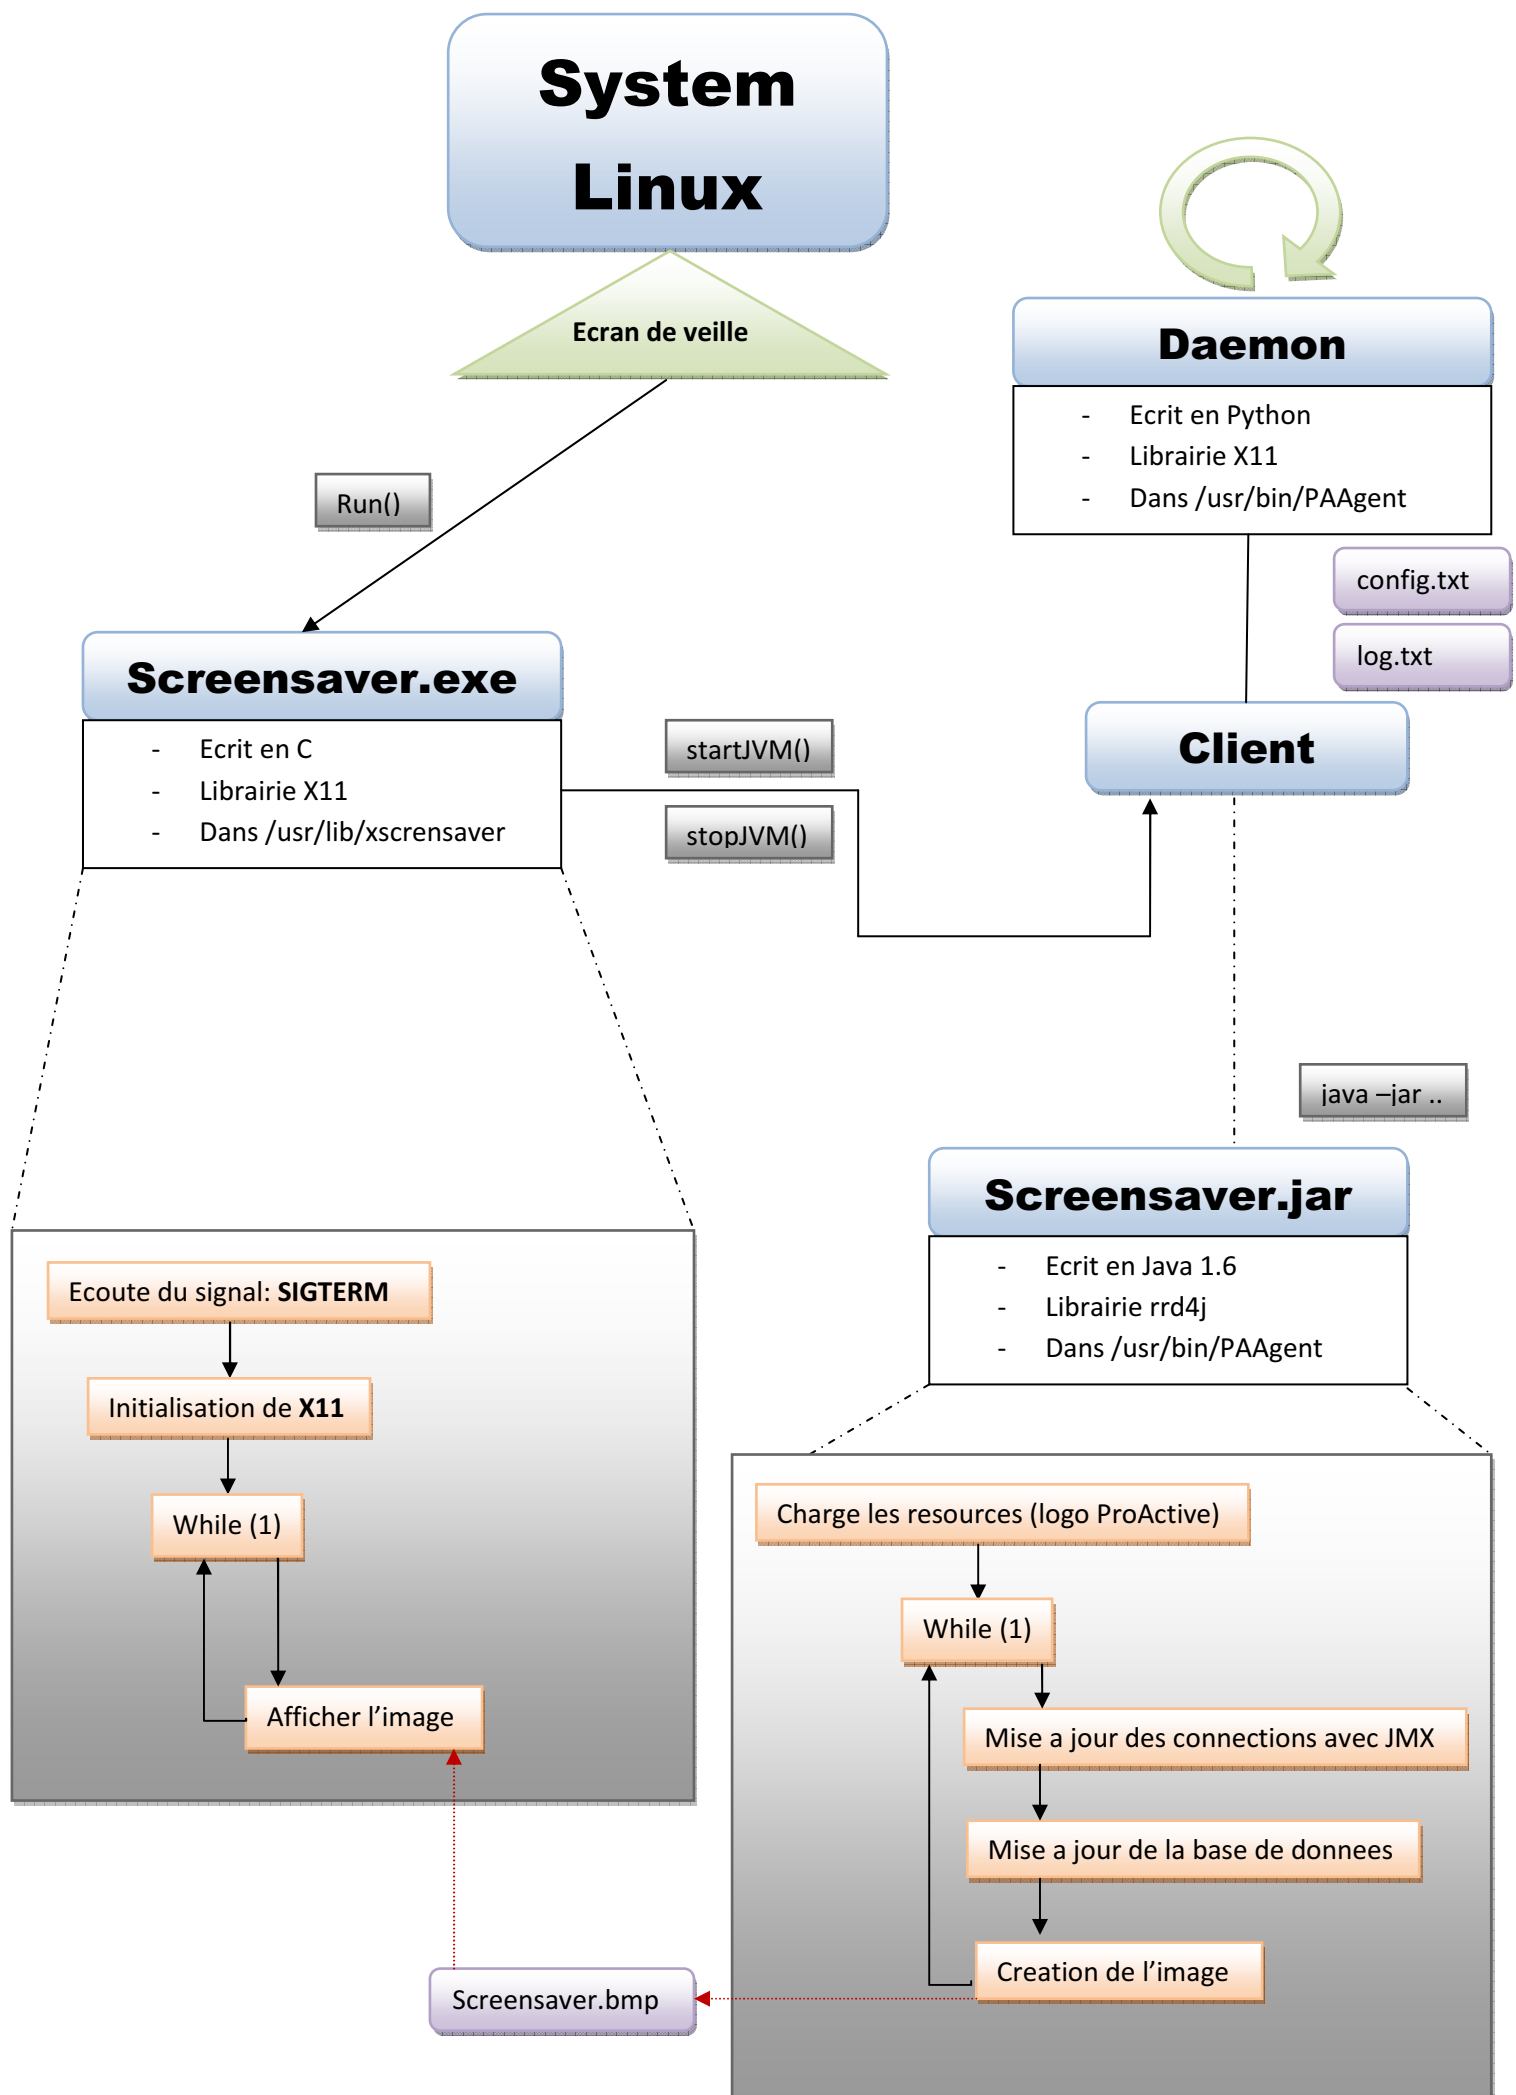 System
Linux
Ecran de veille
Daemon
- Ecrit en Python
- Librairie X11
- Dans /usr/bin/PAAgent
Run()
config.txt
log.txt
Screensaver.exe
- Ecrit en C
- Librairie X11
- Dans /usr/lib/xscrensaver
startJVM()
stopJVM()
Client
java –jar ..
Screensaver.jar
- Ecrit en Java 1.6
- Librairie rrd4j
- Dans /usr/bin/PAAgent
Ecoute du signal: SIGTERM
Initialisation de X11
While (1)
Afficher l’image
Charge les resources (logo ProActive)
While (1)
Mise a jour des connections avec JMX
Mise a jour de la base de donnees
Creation de l’image
Screensaver.bmp